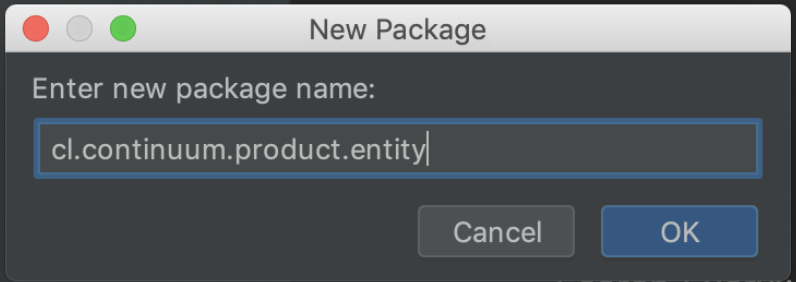 New Package
Enter new package name:
cl.continuum.product.entity
Cancel OK